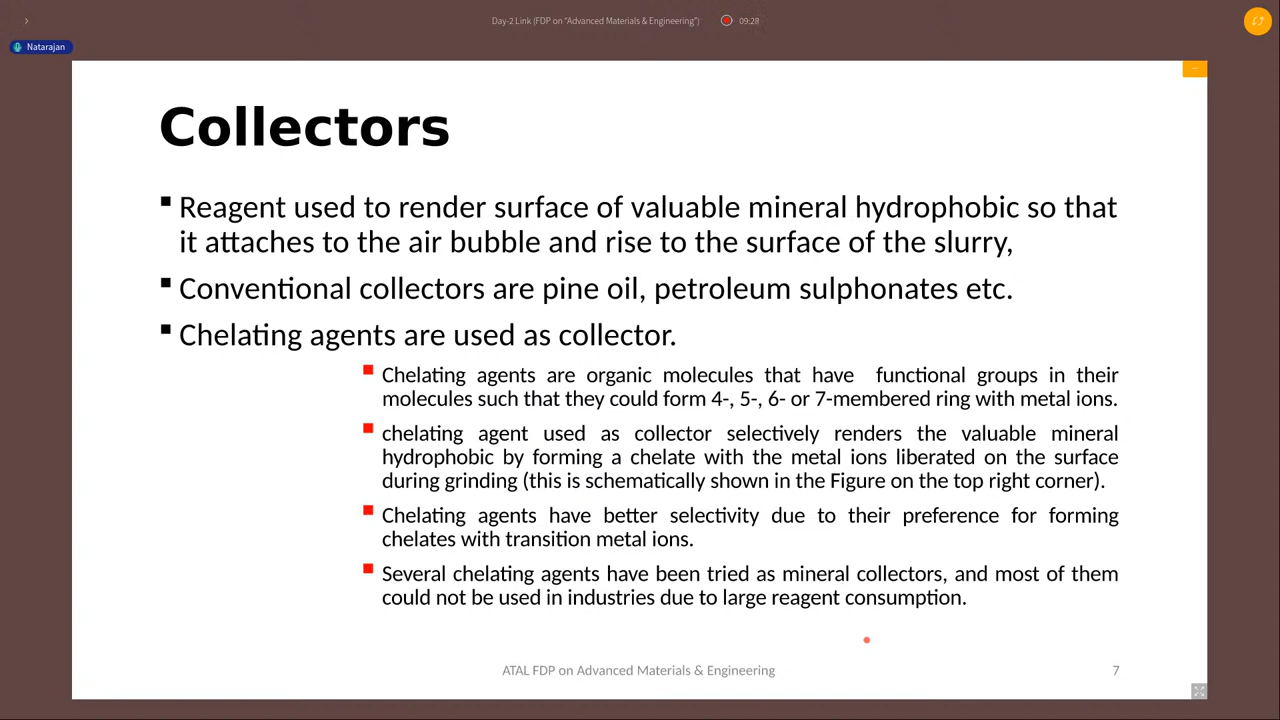 Day-2 Link (FDP on "Advanced Materials & Engineering")
09:28
Natarajan
Collectors
Reagent used to render surface of valuable mineral hydrophobic so that
it attaches to the air bubble and rise to the surface of the slurry,
Conventional collectors are pine oil, petroleum sulphonates etc.
Chelating agents are used as collector.
Chelating agents are organic molecules that have functional groups in their
molecules such that they could form 4-, 5-, 6- or 7-membered ring with metal ions.
chelating agent used as collector selectively renders the valuable mineral
hydrophobic by forming a chelate with the metal ions liberated on the surface
during grinding (this is schematically shown in the Figure on the top right corner).
Chelating agents have better selectivity due to their preference for forming
chelates with transition metal ions.
Several chelating agents have been tried as mineral collectors, and most of them
could not be used in industries due to large reagent consumption.
ATAL FDP on Advanced Materials & Engineering
7